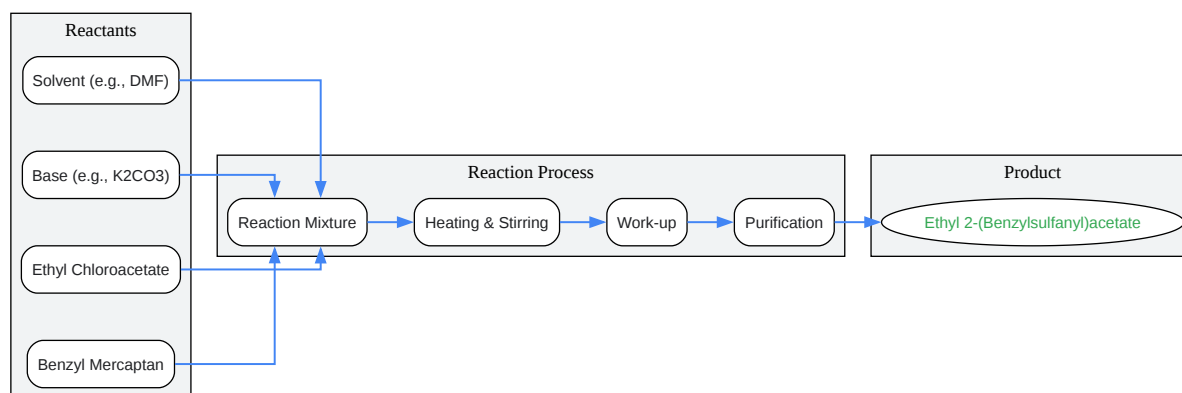 Reactants
Solvent (e.g., DMF)
Base (e.g., K2CO3)
Ethyl Chloroacetate
Benzyl Mercaptan
Reaction Process
Reaction Mixture
Heating & Stirring
Work-up
Purification
Product
Ethyl 2-(Benzylsulfanyl)acetate